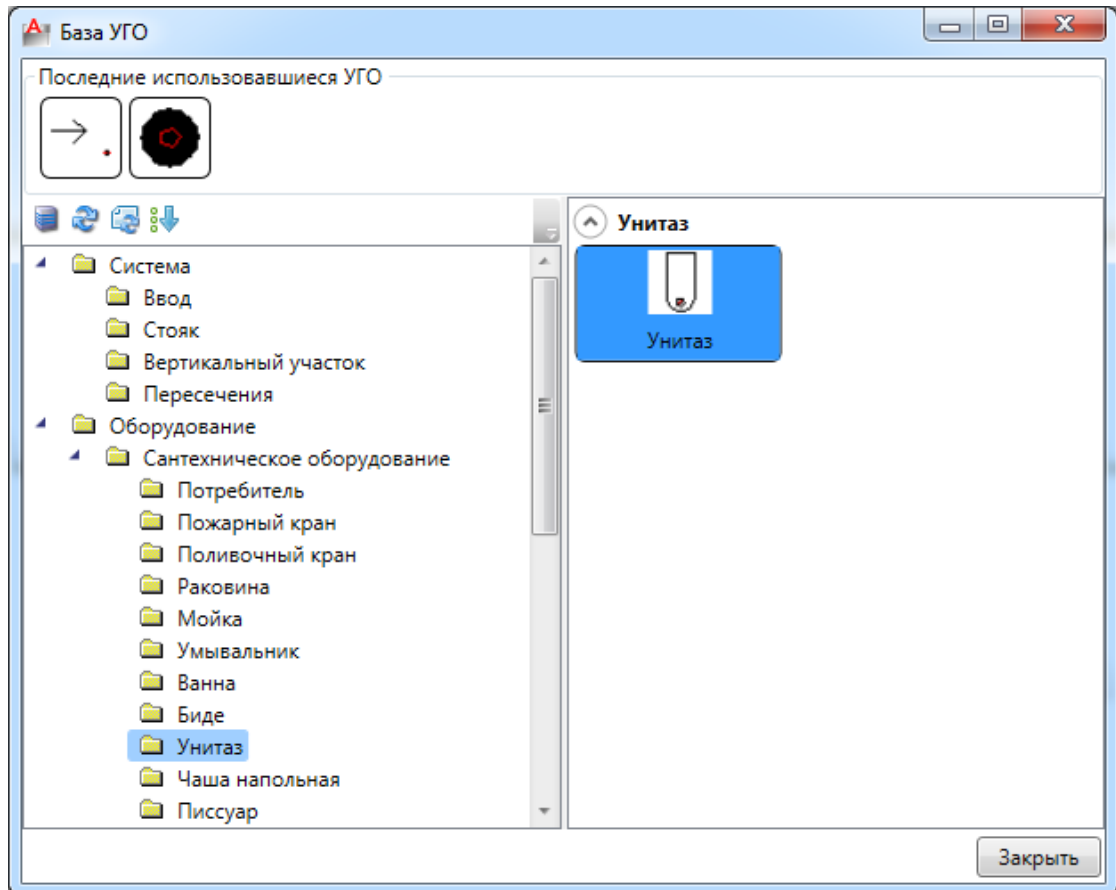 База УГО
Последние использовавшиеся УГО
Система
Ввод
Стояк
Вертикальный участок
Пересечения
Оборудование
Сантехническое оборудование
Потребитель
Пожарный кран
Поливочный кран
Раковина
Мойка
Умывальник
Ванна
Биде
Унитаз
Чаша напольная
Писсуар
Унитаз
Унитаз
Закрыть